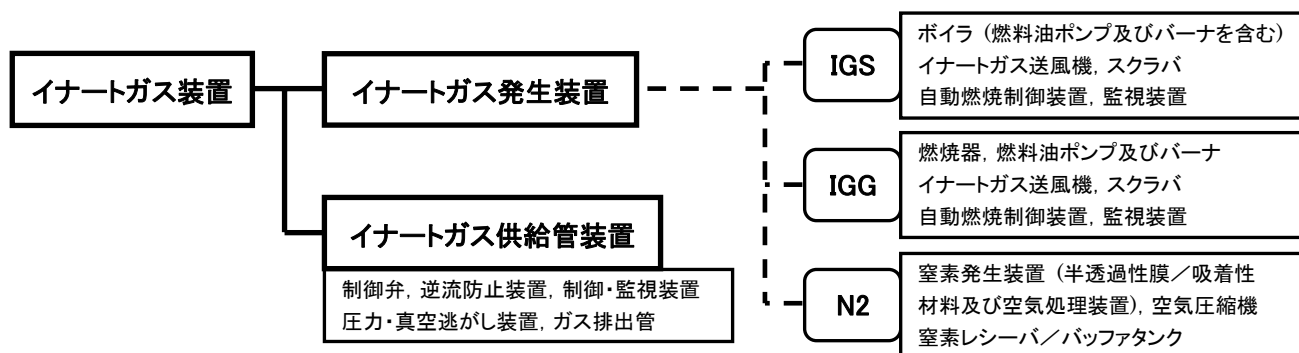 イナートガス装置
イナートガス発生装置
イナートガス供給管装置
制御弁, 逆流防止装置, 制御・監視装置
圧力・真空逃がし装置, ガス排出管
IGS
ボイラ (燃料油ポンプ及びバーナを含む)
イナートガス送風機, スクラバ
自動燃焼制御装置, 監視装置
IGG
燃焼器, 燃料油ポンプ及びバーナ
イナートガス送風機, スクラバ
自動燃焼制御装置, 監視装置
N2
窒素発生装置 (半透過性膜／吸着性
材料及び空気処理装置), 空気圧縮機
窒素レシーバ／バッファタンク